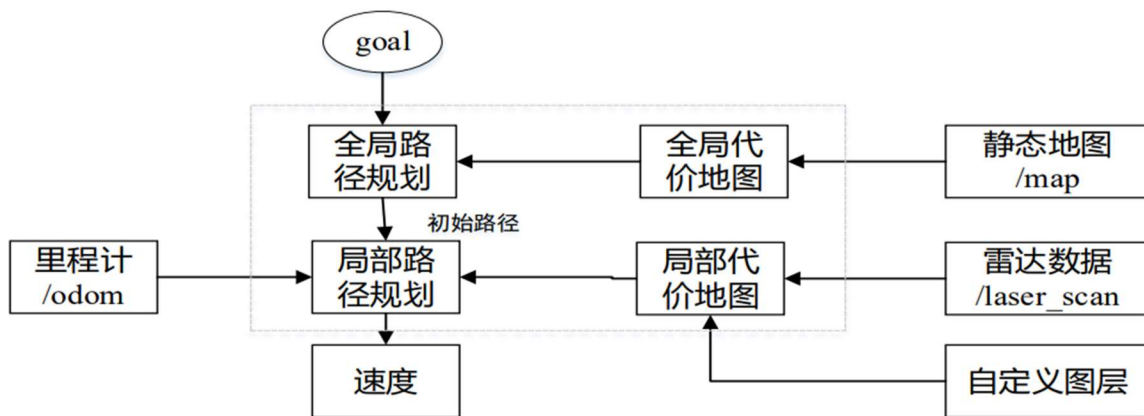 goal
全局路
径规划
全局代
价地图
静态地图
/map
初始路径
里程计
/odom
局部路
径规划
局部代
价地图
雷达数据
/laser_scan
速度
自定义图层